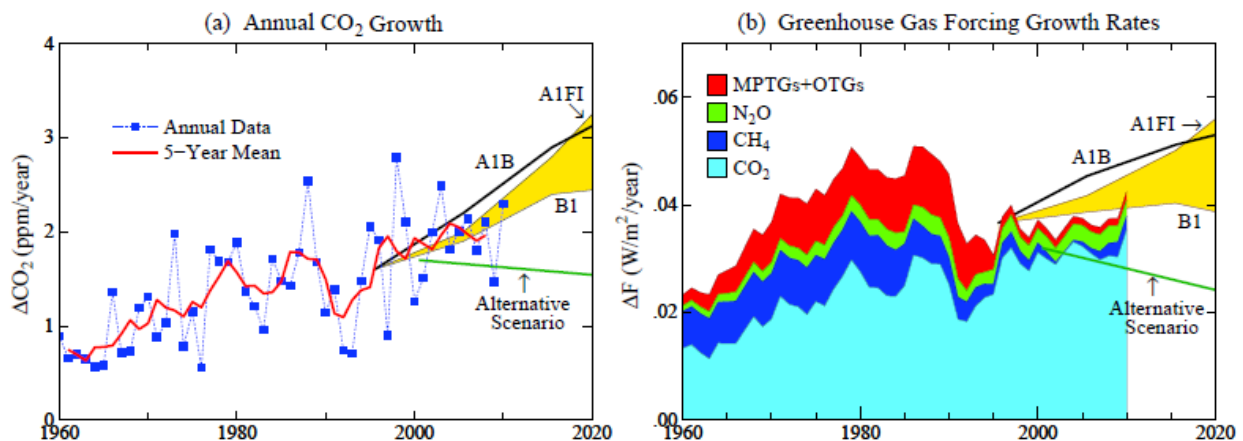 (a) Annual CO₂ Growth
4
3
2
1
0
ΔCO₂ (ppm/year)
Annual Data
5−Year Mean
A1FI
A1B
B1
Alternative
Scenario
1960
1980
2000
2020
(b) Greenhouse Gas Forcing Growth Rates
.06
.04
.02
.00
ΔF (W/m²/year)
MPTGs+OTGs
N₂O
CH₄
CO₂
A1FI
A1B
B1
Alternative
Scenario
1960
1980
2000
2020